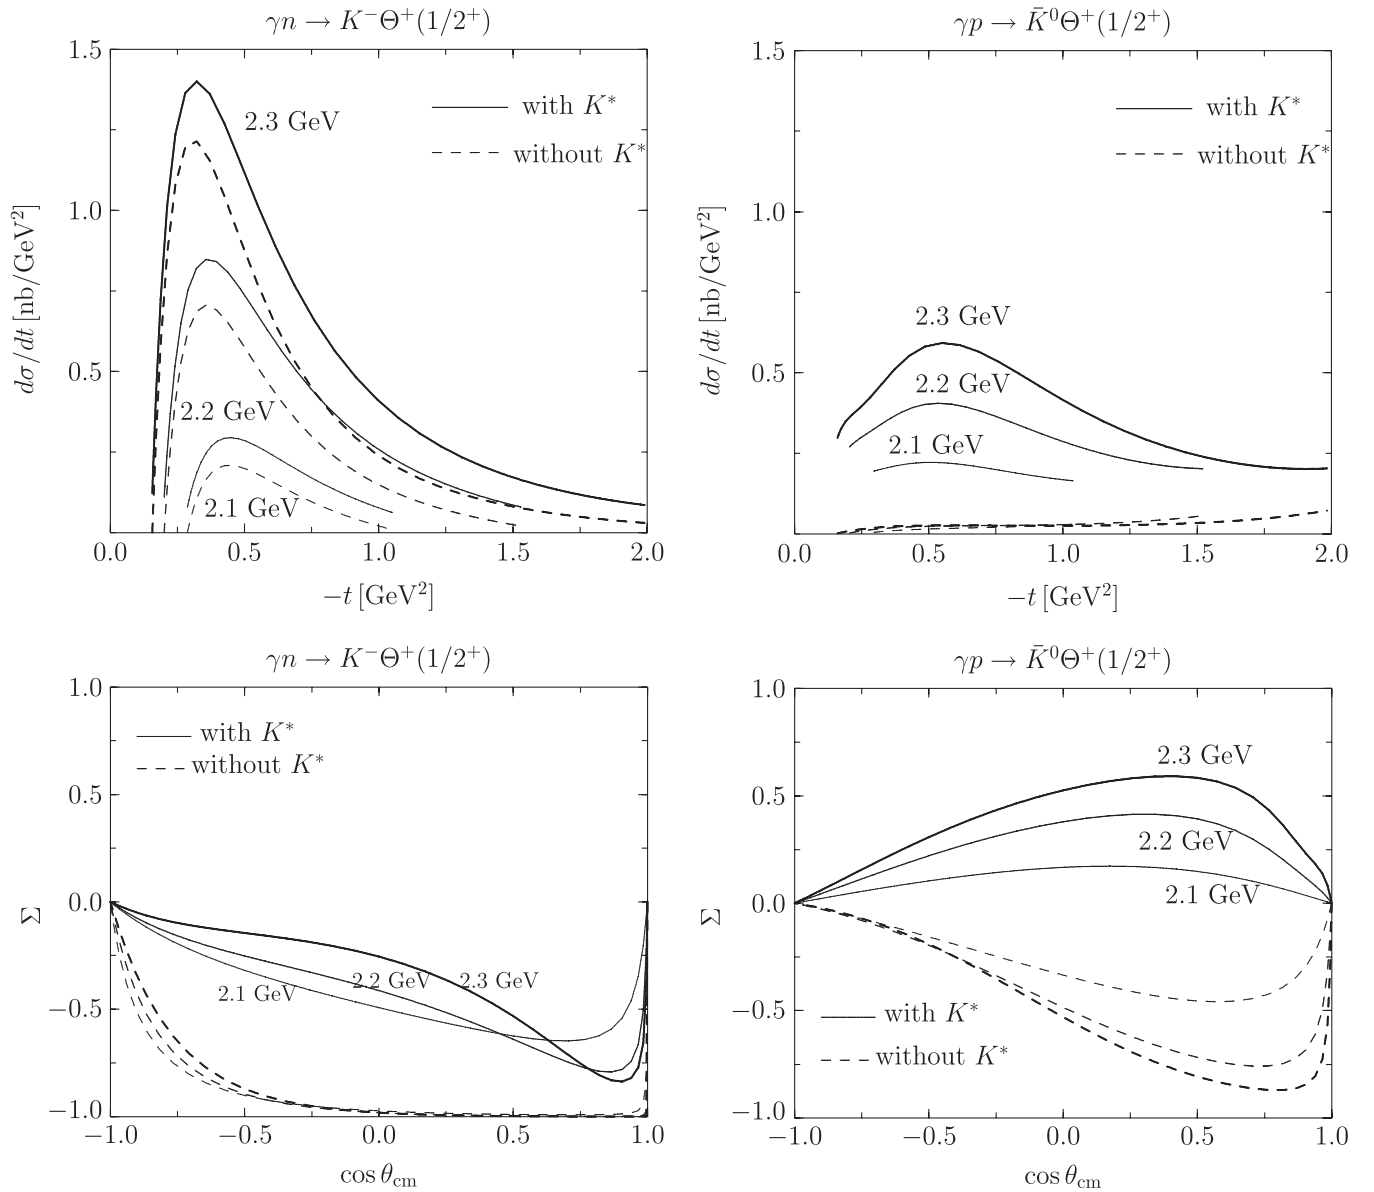 γn → K⁻Θ⁺(1/2⁺)
1.5
1.0
0.5
dσ/dt [nb/GeV²]
with K*
without K*
2.3 GeV
2.2 GeV
2.1 GeV
0.0 0.5 1.0 1.5 2.0
−t [GeV²]
γp → K̄⁰Θ⁺(1/2⁺)
1.5
1.0
0.5
dσ/dt [nb/GeV²]
with K*
without K*
2.3 GeV
2.2 GeV
2.1 GeV
0.0 0.5 1.0 1.5 2.0
−t [GeV²]
γn → K⁻Θ⁺(1/2⁺)
1.0
0.5
0.0
−0.5
−1.0
Σ
with K*
without K*
2.1 GeV
2.2 GeV
2.3 GeV
−1.0 −0.5 0.0 0.5 1.0
cos θcm
γp → K̄⁰Θ⁺(1/2⁺)
1.0
0.5
0.0
−0.5
−1.0
Σ
2.3 GeV
2.2 GeV
2.1 GeV
with K*
without K*
−1.0 −0.5 0.0 0.5 1.0
cos θcm